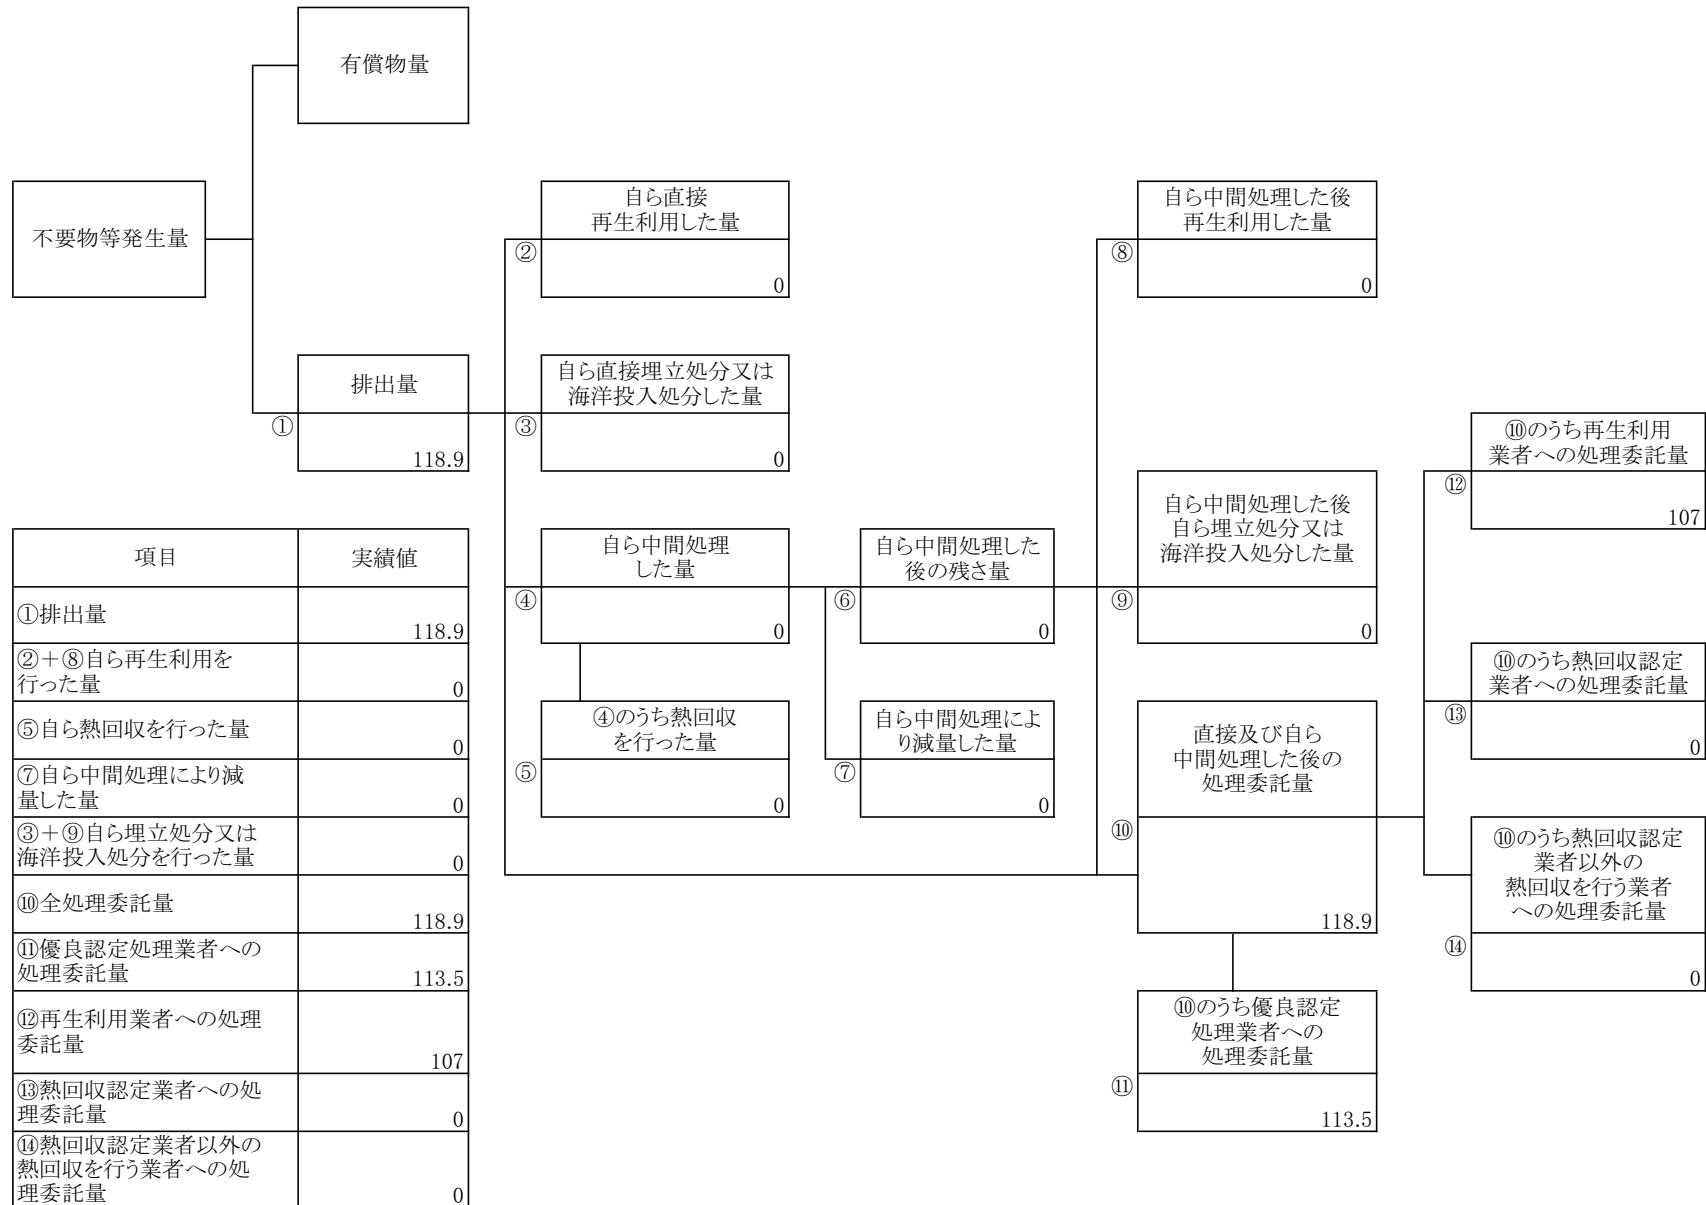 有償物量
不要物等発生量
自ら直接
再生利用した量
②
0
自ら中間処理した後
再生利用した量
⑧
0
排出量
①
118.9
自ら直接埋立処分又は
海洋投入処分した量
③
0
⑩のうち再生利用
業者への処理委託量
⑫
107
自ら中間処理
した量
④
0
自ら中間処理した
後の残さ量
⑥
0
自ら中間処理した後
自ら埋立処分又は
海洋投入処分した量
⑨
0
⑩のうち熱回収認定
業者への処理委託量
⑬
0
④のうち熱回収
を行った量
⑤
0
自ら中間処理によ
り減量した量
⑦
0
直接及び自ら
中間処理した後の
処理委託量
⑩
118.9
⑩のうち熱回収認定
業者以外の
熱回収を行う業者
への処理委託量
⑭
0
⑩のうち優良認定
処理業者への
処理委託量
⑪
113.5
項目 実績値
①排出量
118.9
②+⑧自ら再生利用を
行った量
0
⑤自ら熱回収を行った量
0
⑦自ら中間処理により減
量した量
0
③+⑨自ら埋立処分又は
海洋投入処分を行った量
0
⑩全処理委託量
118.9
⑪優良認定処理業者への
処理委託量
113.5
⑫再生利用業者への処理
委託量
107
⑬熱回収認定業者への処
理委託量
0
⑭熱回収認定業者以外の
熱回収を行う業者への処
理委託量
0